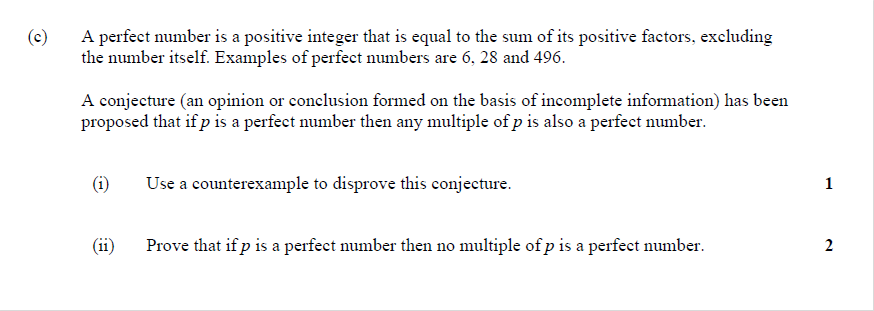 (c) A perfect number is a positive integer that is equal to the sum of its positive factors, excluding
the number itself. Examples of perfect numbers are 6, 28 and 496.
A conjecture (an opinion or conclusion formed on the basis of incomplete information) has been
proposed that if p is a perfect number then any multiple of p is also a perfect number.
(i) Use a counterexample to disprove this conjecture. 1
(ii) Prove that if p is a perfect number then no multiple of p is a perfect number. 2